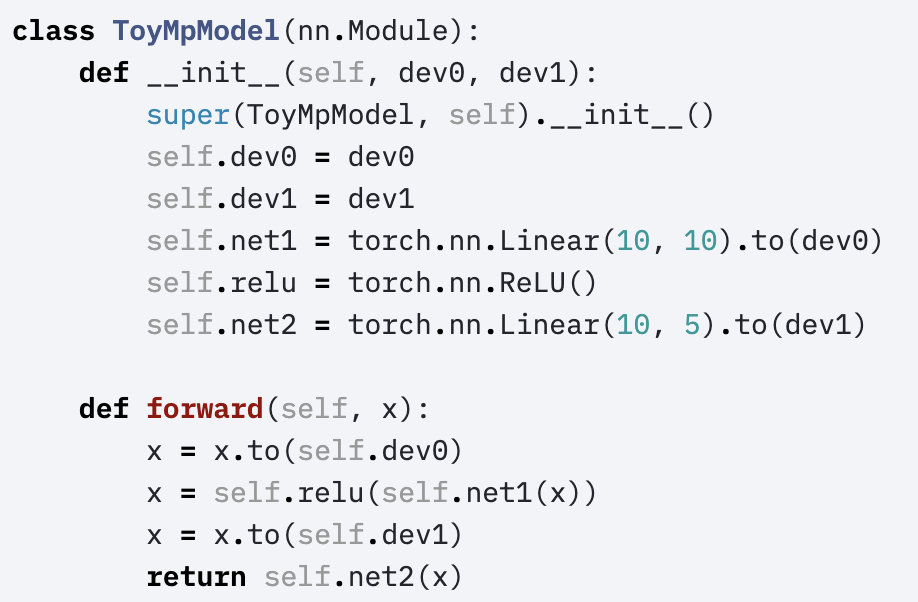 class ToyMpModel(nn.Module):
    def __init__(self, dev0, dev1):
        super(ToyMpModel, self).__init__()
        self.dev0 = dev0
        self.dev1 = dev1
        self.net1 = torch.nn.Linear(10, 10).to(dev0)
        self.relu = torch.nn.ReLU()
        self.net2 = torch.nn.Linear(10, 5).to(dev1)

    def forward(self, x):
        x = x.to(self.dev0)
        x = self.relu(self.net1(x))
        x = x.to(self.dev1)
        return self.net2(x)